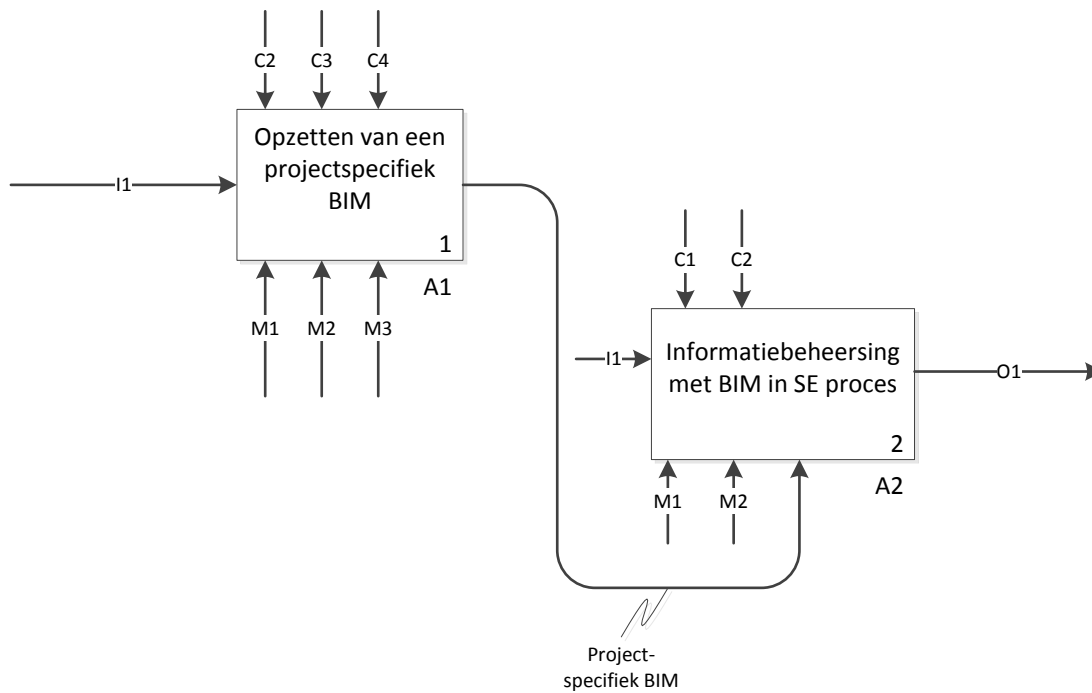 C2 C3 C4
Opzetten van een
projectspecifiek
BIM
I1
1
A1
M1 M2 M3
C1 C2
Informatiebeheersing
met BIM in SE proces
I1
O1
2
A2
M1 M2
Project-
specifiek BIM